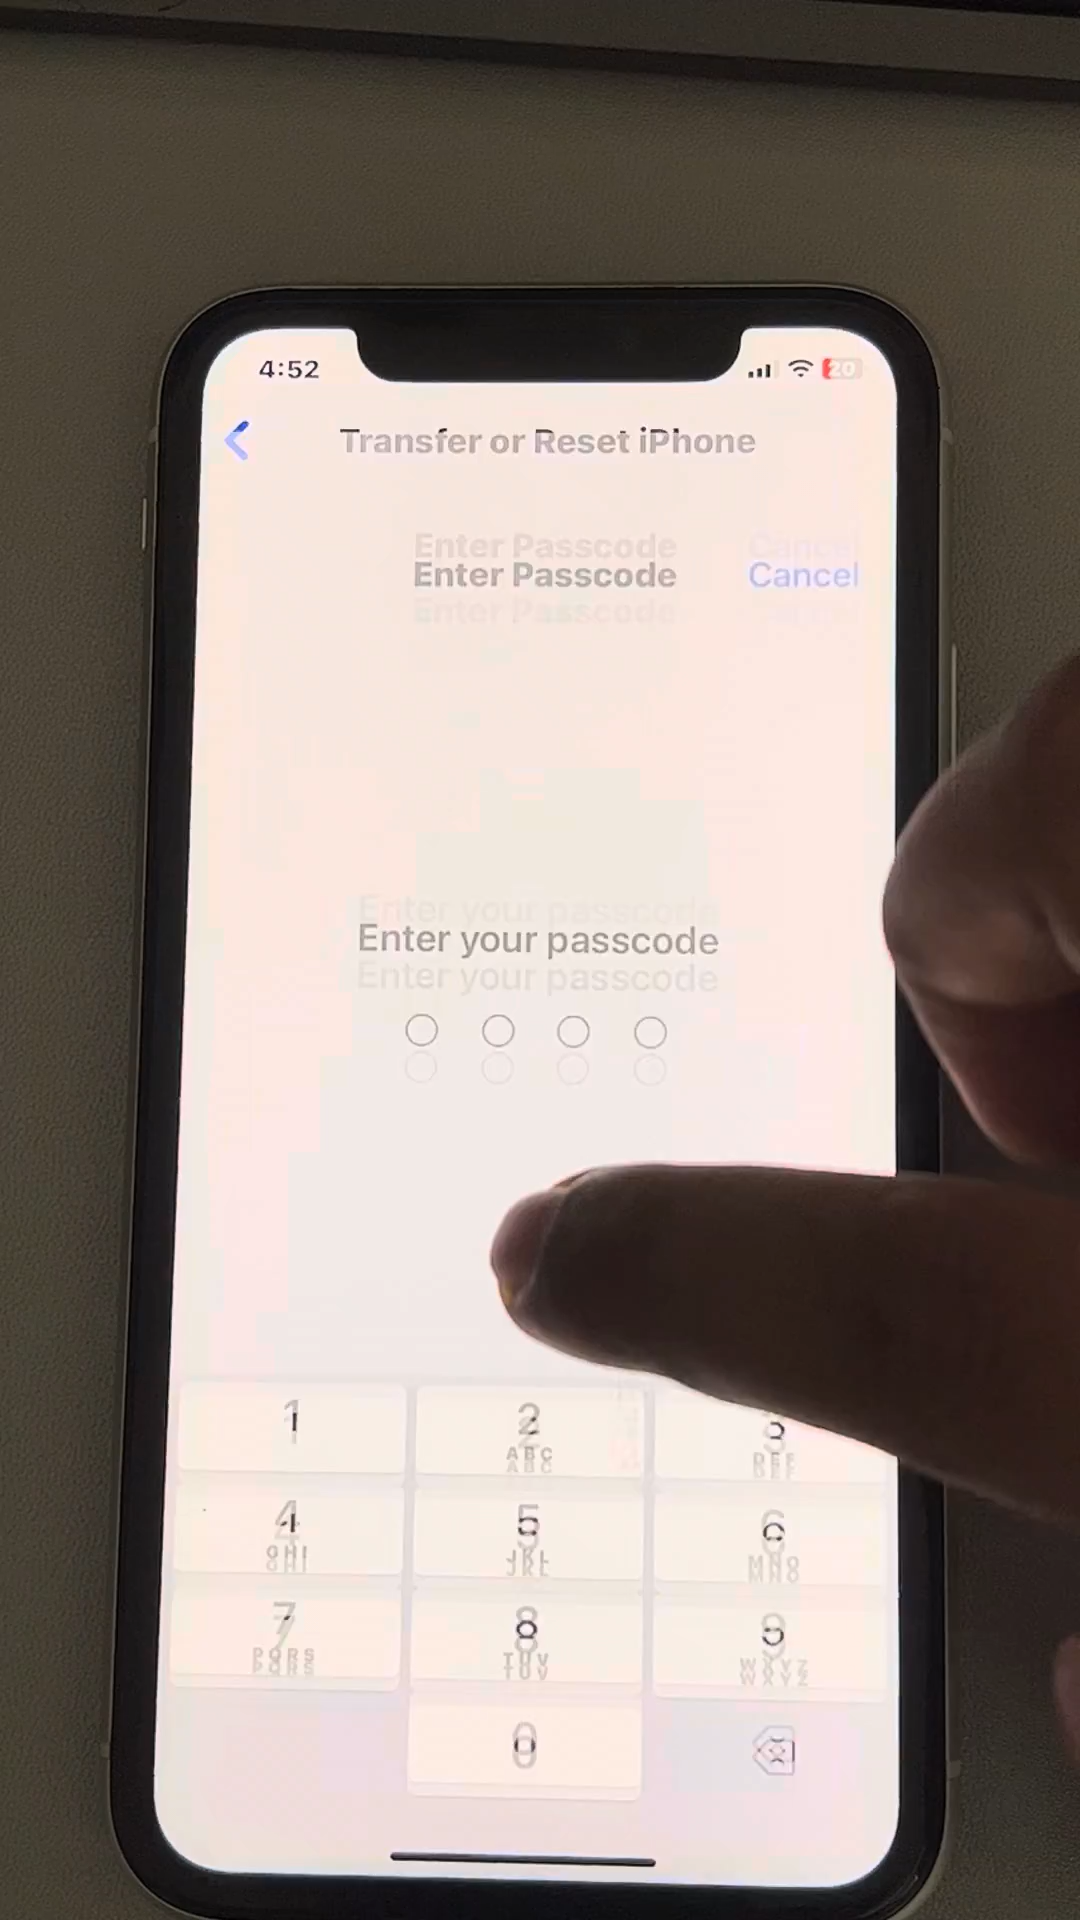 4:52
20
Transfer or Reset iPhone
Enter Passcode Cancel
Enter your passcode
1 2 3
ABC DEF
4 5 6
GHI JKL MNO
7 8 9
PQRS TUV WXYZ
0